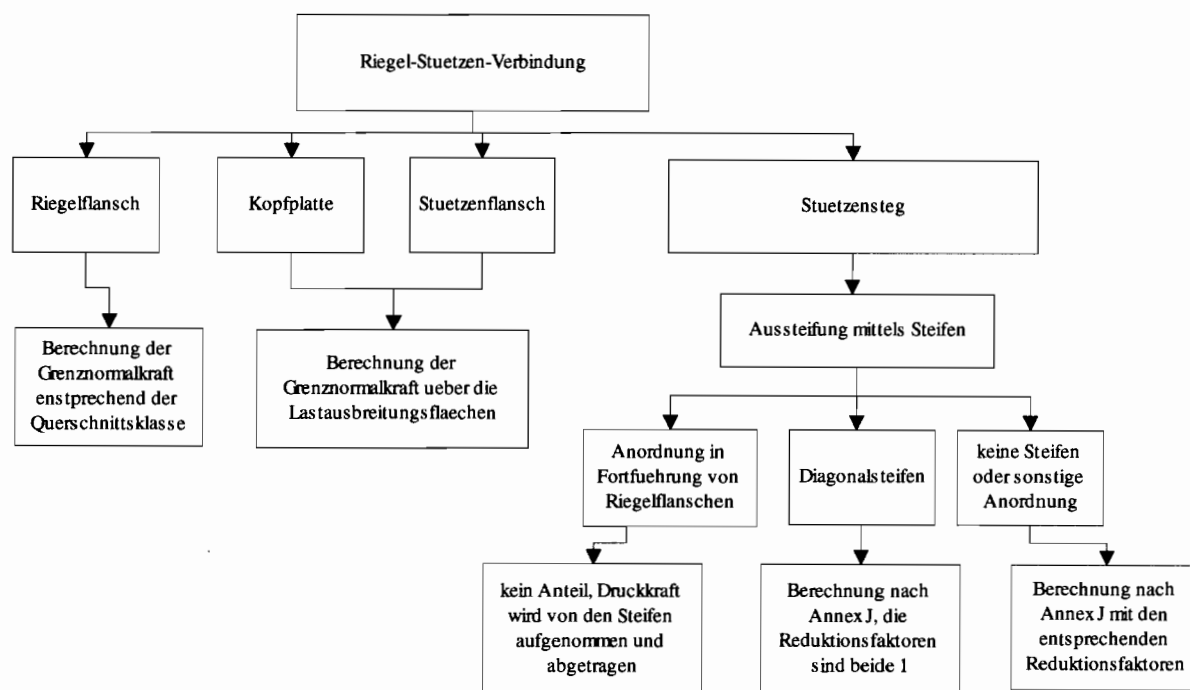 Riegel-Stuetzen-Verbindung
Riegelflansch
Kopfplatte
Stuetzenflansch
Stuetzensteg
Berechnung der
Grenznormalkraft
enstprechend der
Querschnittsklasse
Berechnung der
Grenznormalkraft ueber die
Lastausbreitungsflaechen
Aussteifung mittels Steifen
Anordnung in
Fortfuehrung von
Riegelflanschen
Diagonalsteifen
keine Steifen
oder sonstige
Anordnung
kein Anteil, Druckkraft
wird von den Steifen
aufgenommen und
abgetragen
Berechnung nach
Annex J, die
Reduktionsfaktoren
sind beide 1
Berechnung nach
Annex J mit den
entsprechenden
Reduktionsfaktoren